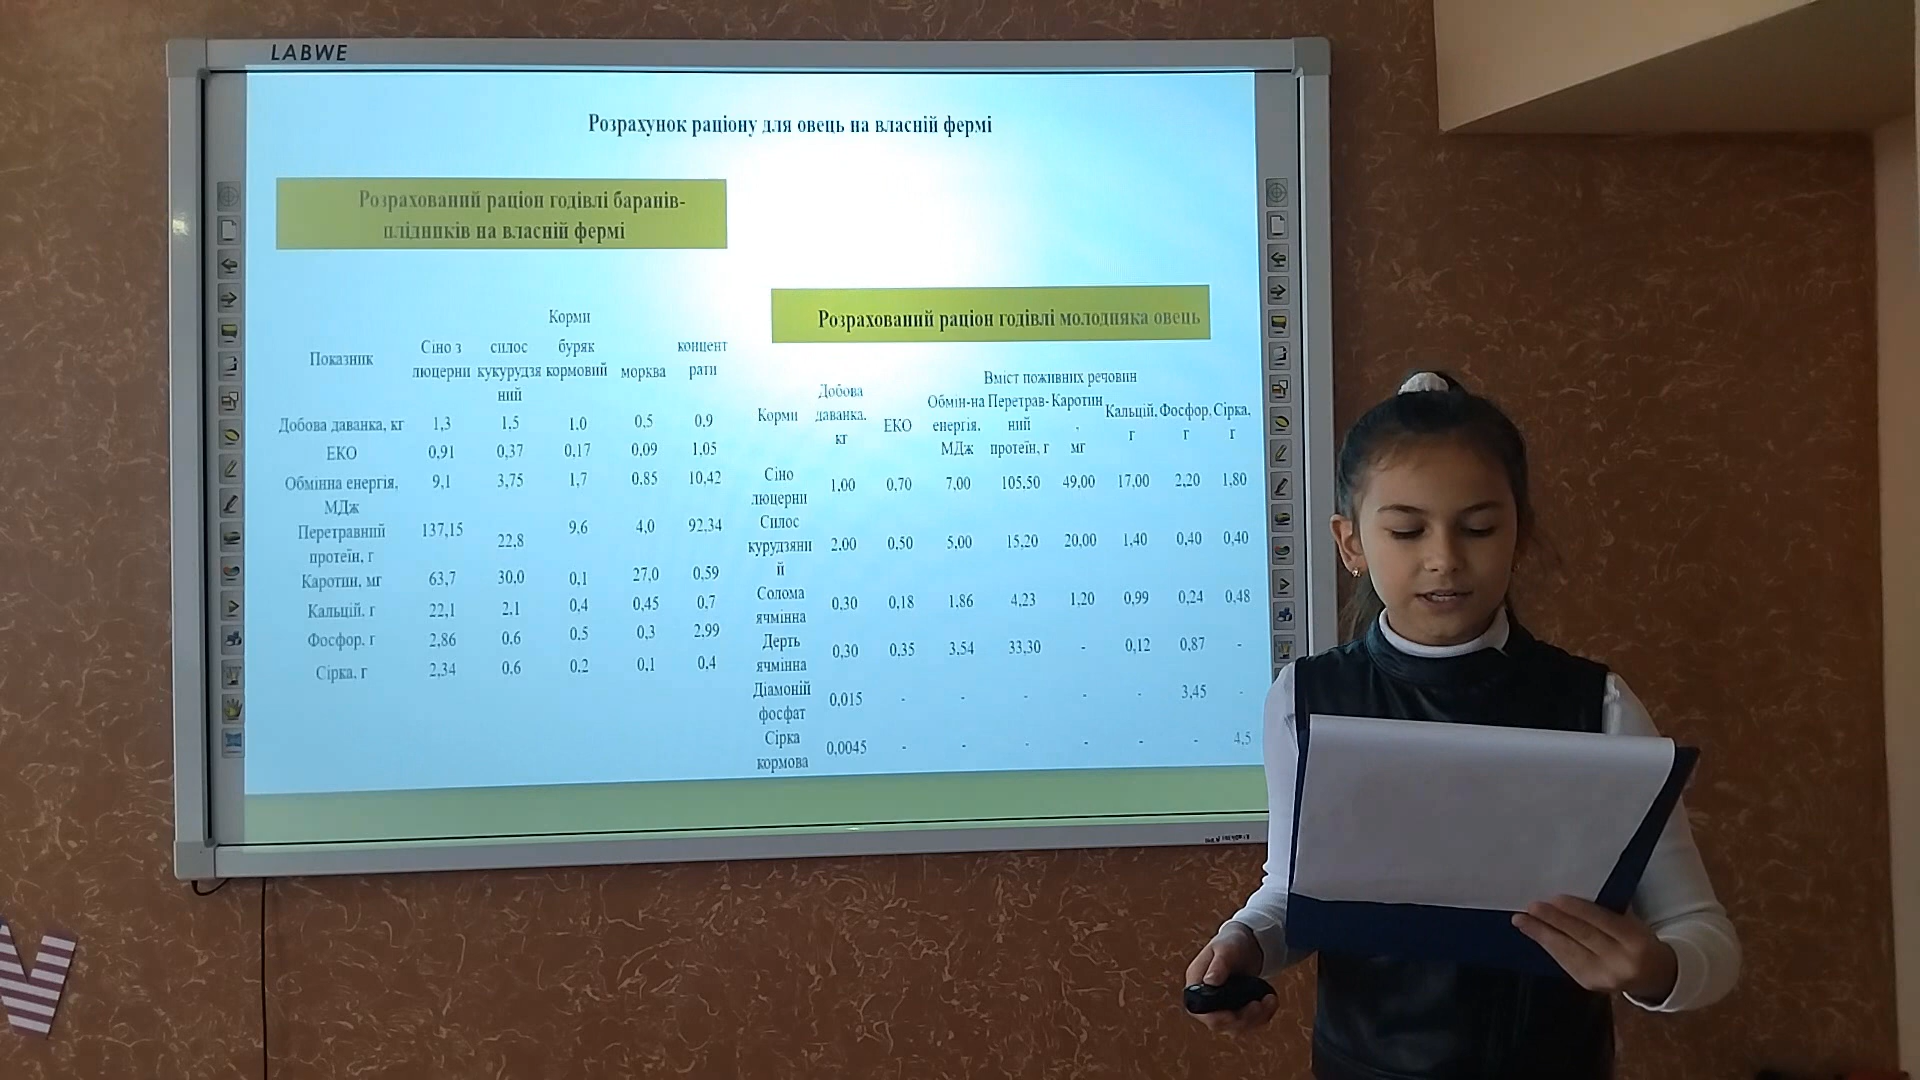 LABWE
Розрахунок раціону для овець на власній фермі
Розрахований раціон годівлі баранів-
плідників на власній фермі
Корми
Показник Сіно з люцерни силос кукурудзя ний буряк кормовий морква концент рати
Добова даванка, кг 1,3 1,5 1,0 0,5 0,9
ЕКО 0,91 0,37 0,17 0,09 1,05
Обмінна енергія, МДж 9,1 3,75 1,7 0,85 10,42
Перетравний протеїн, г 137,15 22,8 9,6 4,0 92,34
Каротин, мг 63,7 30,0 0,1 27,0 0,59
Кальцій, г 22,1 2,1 0,4 0,45 0,7
Фосфор, г 2,86 0,6 0,5 0,3 2,99
Сірка, г 2,34 0,6 0,2 0,1 0,4
Розрахований раціон годівлі молодняка овець
Вміст поживних речовин
Корми Добова даванка, кг ЕКО Обмін-на енергія, МДж Перетрав-ний протеїн, г Каротин , мг Кальцій, г Фосфор, г Сірка, г
Сіно люцерни 1,00 0,70 7,00 105,50 49,00 17,00 2,20 1,80
Силос курудзяни й 2,00 0,50 5,00 15,20 20,00 1,40 0,40 0,40
Солома ячмінна 0,30 0,18 1,86 4,23 1,20 0,99 0,24 0,48
Дерть ячмінна 0,30 0,35 3,54 33,30 - 0,12 0,87 -
Діамоній фосфат 0,015 - - - - - 3,45 -
Сірка кормова 0,0045 - - - - - - 4,5